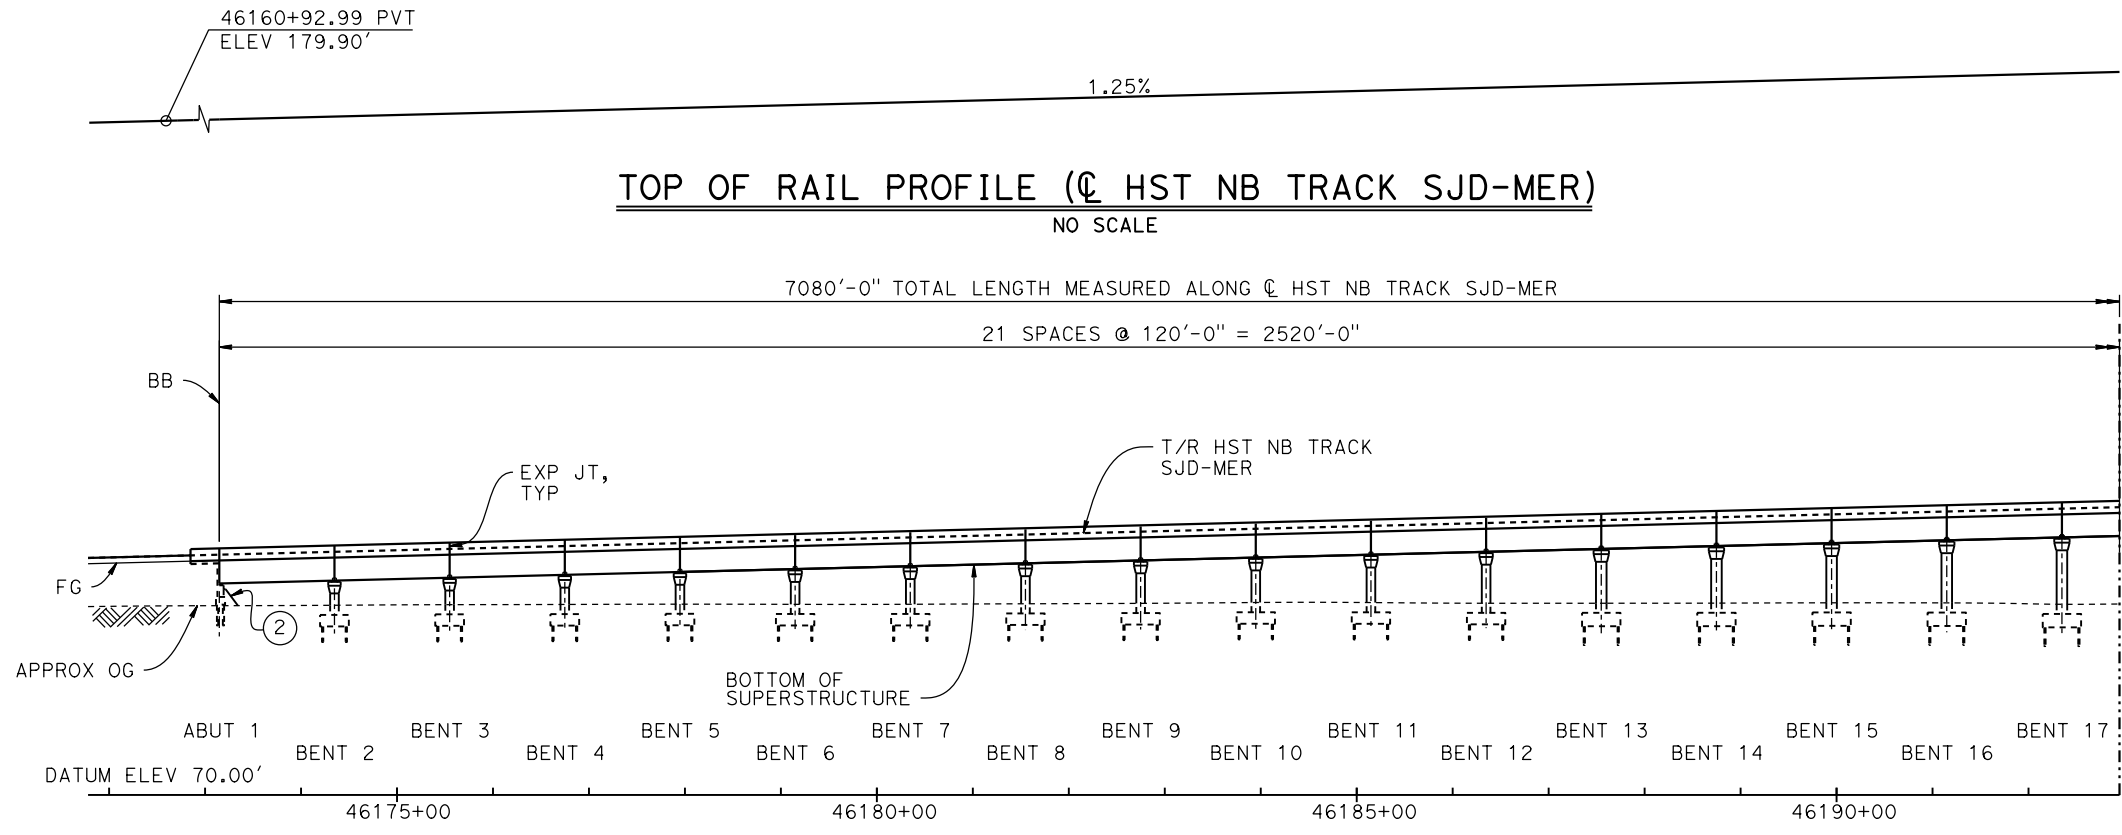 46160+92.99 PVT
ELEV 179.90′
1.25%
TOP OF RAIL PROFILE (℄ HST NB TRACK SJD-MER)
NO SCALE
7080′-0" TOTAL LENGTH MEASURED ALONG ℄ HST NB TRACK SJD-MER
21 SPACES @ 120′-0" = 2520′-0"
BB
T/R HST NB TRACK
SJD-MER
EXP JT,
TYP
FG
2
APPROX OG
BOTTOM OF
SUPERSTRUCTURE
ABUT 1
BENT 2
BENT 3
BENT 4
BENT 5
BENT 6
BENT 7
BENT 8
BENT 9
BENT 10
BENT 11
BENT 12
BENT 13
BENT 14
BENT 15
BENT 16
BENT 17
DATUM ELEV 70.00′
46175+00
46180+00
46185+00
46190+00